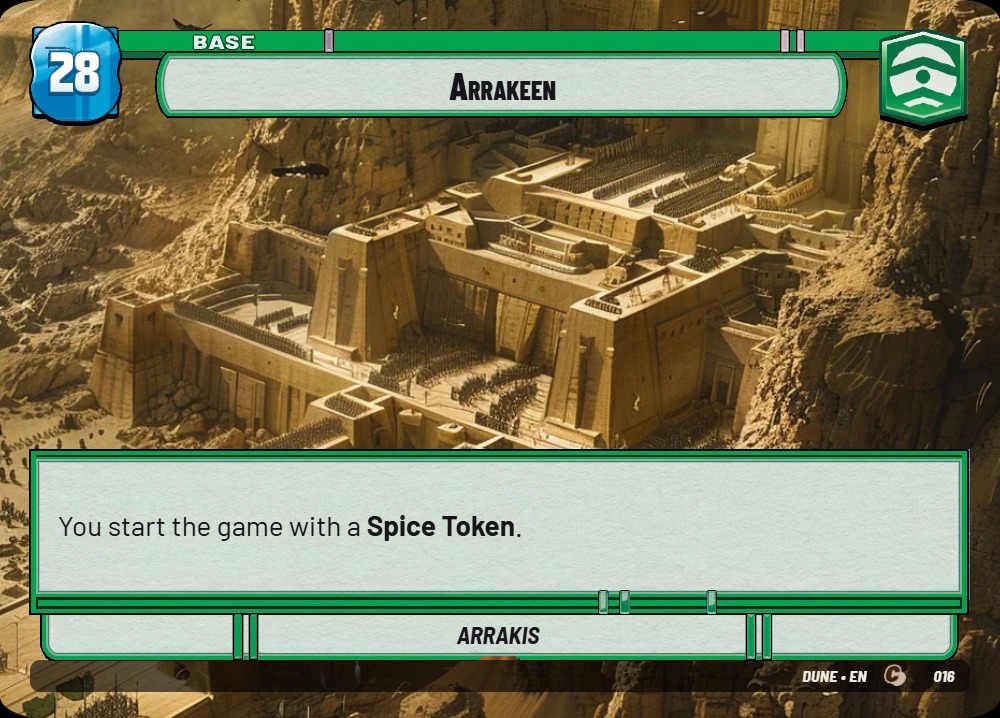 BASE
28
ARRAKEEN
You start the game with a Spice Token.
ARRAKIS
DUNE • EN C 016